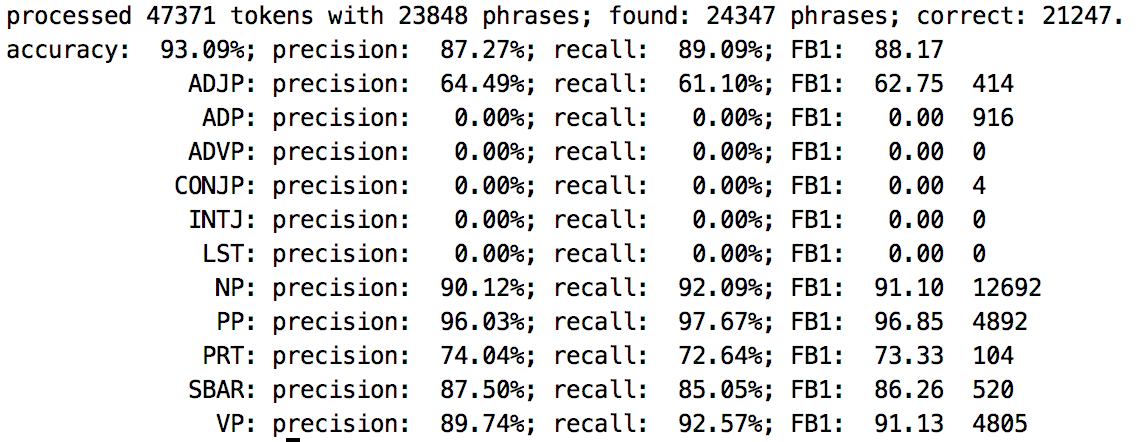 processed 47371 tokens with 23848 phrases; found: 24347 phrases; correct: 21247.
accuracy:  93.09%; precision:  87.27%; recall:  89.09%; FB1:  88.17
             ADJP: precision:  64.49%; recall:  61.10%; FB1:  62.75  414
              ADP: precision:   0.00%; recall:   0.00%; FB1:   0.00  916
             ADVP: precision:   0.00%; recall:   0.00%; FB1:   0.00  0
            CONJP: precision:   0.00%; recall:   0.00%; FB1:   0.00  4
             INTJ: precision:   0.00%; recall:   0.00%; FB1:   0.00  0
              LST: precision:   0.00%; recall:   0.00%; FB1:   0.00  0
               NP: precision:  90.12%; recall:  92.09%; FB1:  91.10  12692
               PP: precision:  96.03%; recall:  97.67%; FB1:  96.85  4892
              PRT: precision:  74.04%; recall:  72.64%; FB1:  73.33  104
             SBAR: precision:  87.50%; recall:  85.05%; FB1:  86.26  520
               VP: precision:  89.74%; recall:  92.57%; FB1:  91.13  4805